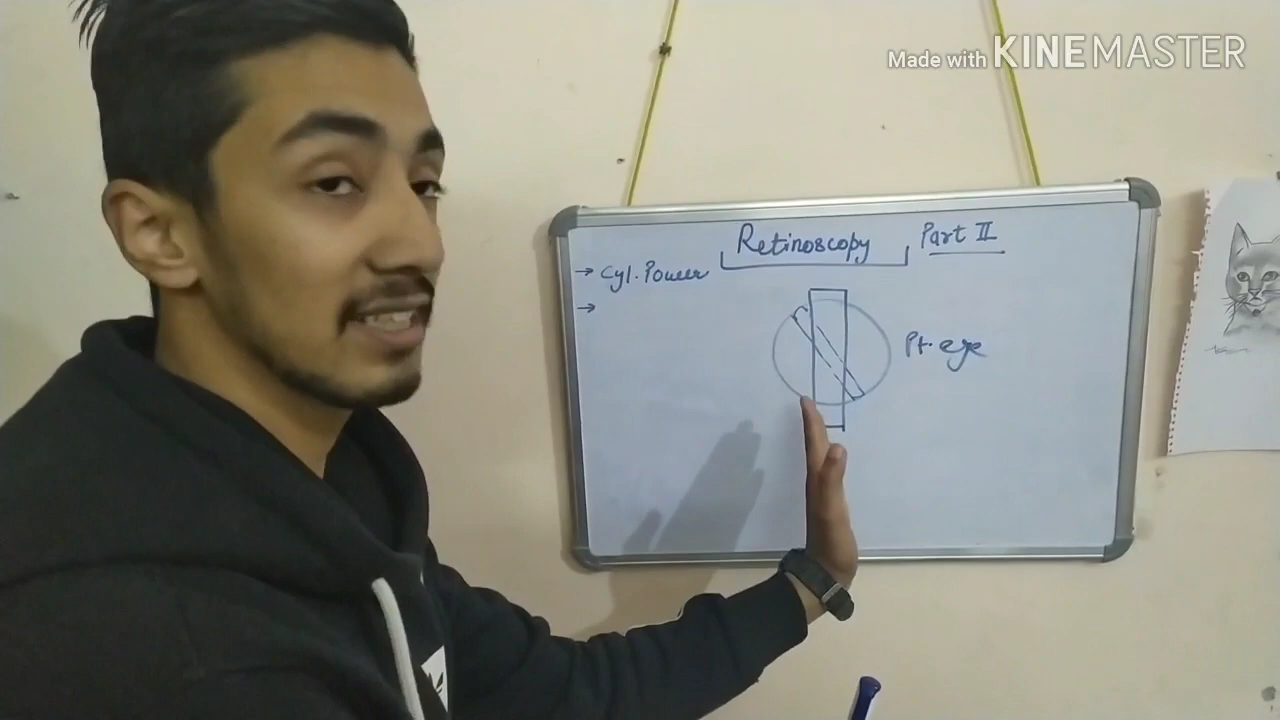 Made with KINEMASTER
Retinoscopy Part II
→ Cyl. Power
→
Pt. eye